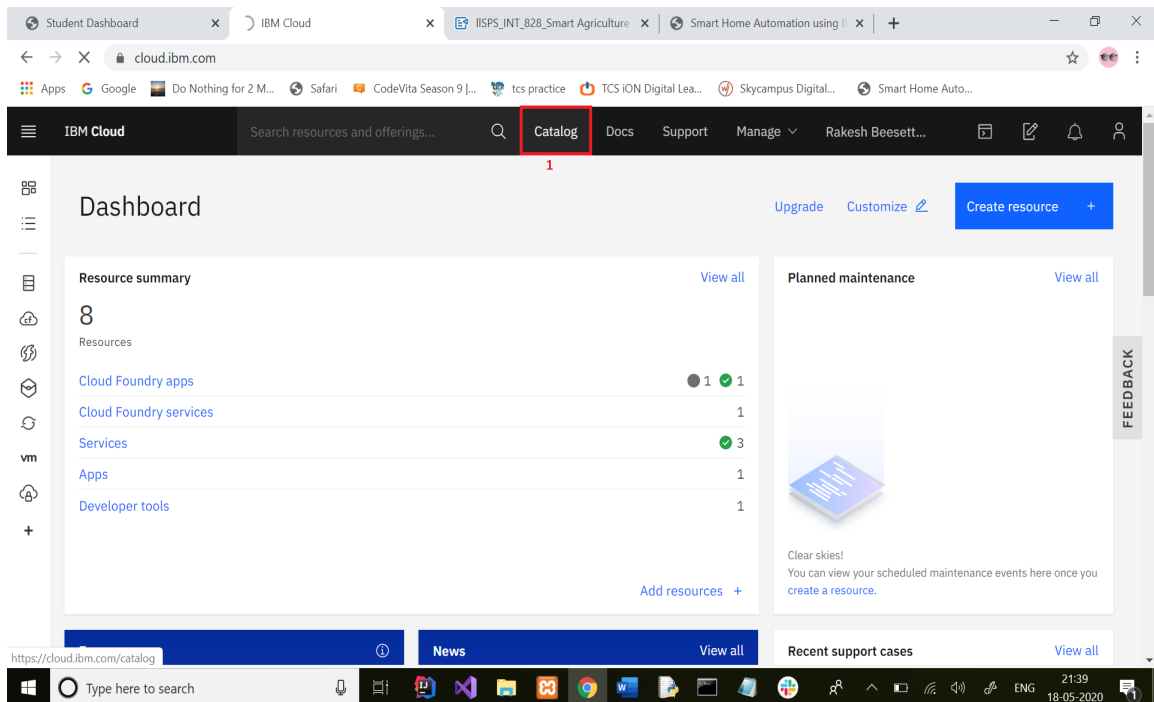 Student Dashboard
IBM Cloud
IISPS_INT_828_Smart Agriculture
Smart Home Automation using I
cloud.ibm.com
Apps
Google
Do Nothing for 2 M...
Safari
CodeVita Season 9 |...
tcs practice
TCS iON Digital Lea...
Skycampus Digital...
Smart Home Auto...
IBM Cloud
Search resources and offerings...
Catalog
Docs
Support
Manage
Rakesh Beesett...
1
Dashboard
Upgrade
Customize
Create resource +
Resource summary
View all
8
Resources
Cloud Foundry apps
1
1
Cloud Foundry services
1
Services
3
Apps
1
Developer tools
1
Add resources +
Planned maintenance
View all
Clear skies!
You can view your scheduled maintenance events here once you
create a resource.
vm
FEEDBACK
News
View all
Recent support cases
View all
https://cloud.ibm.com/catalog
Type here to search
ENG
21:39
18-05-2020
1